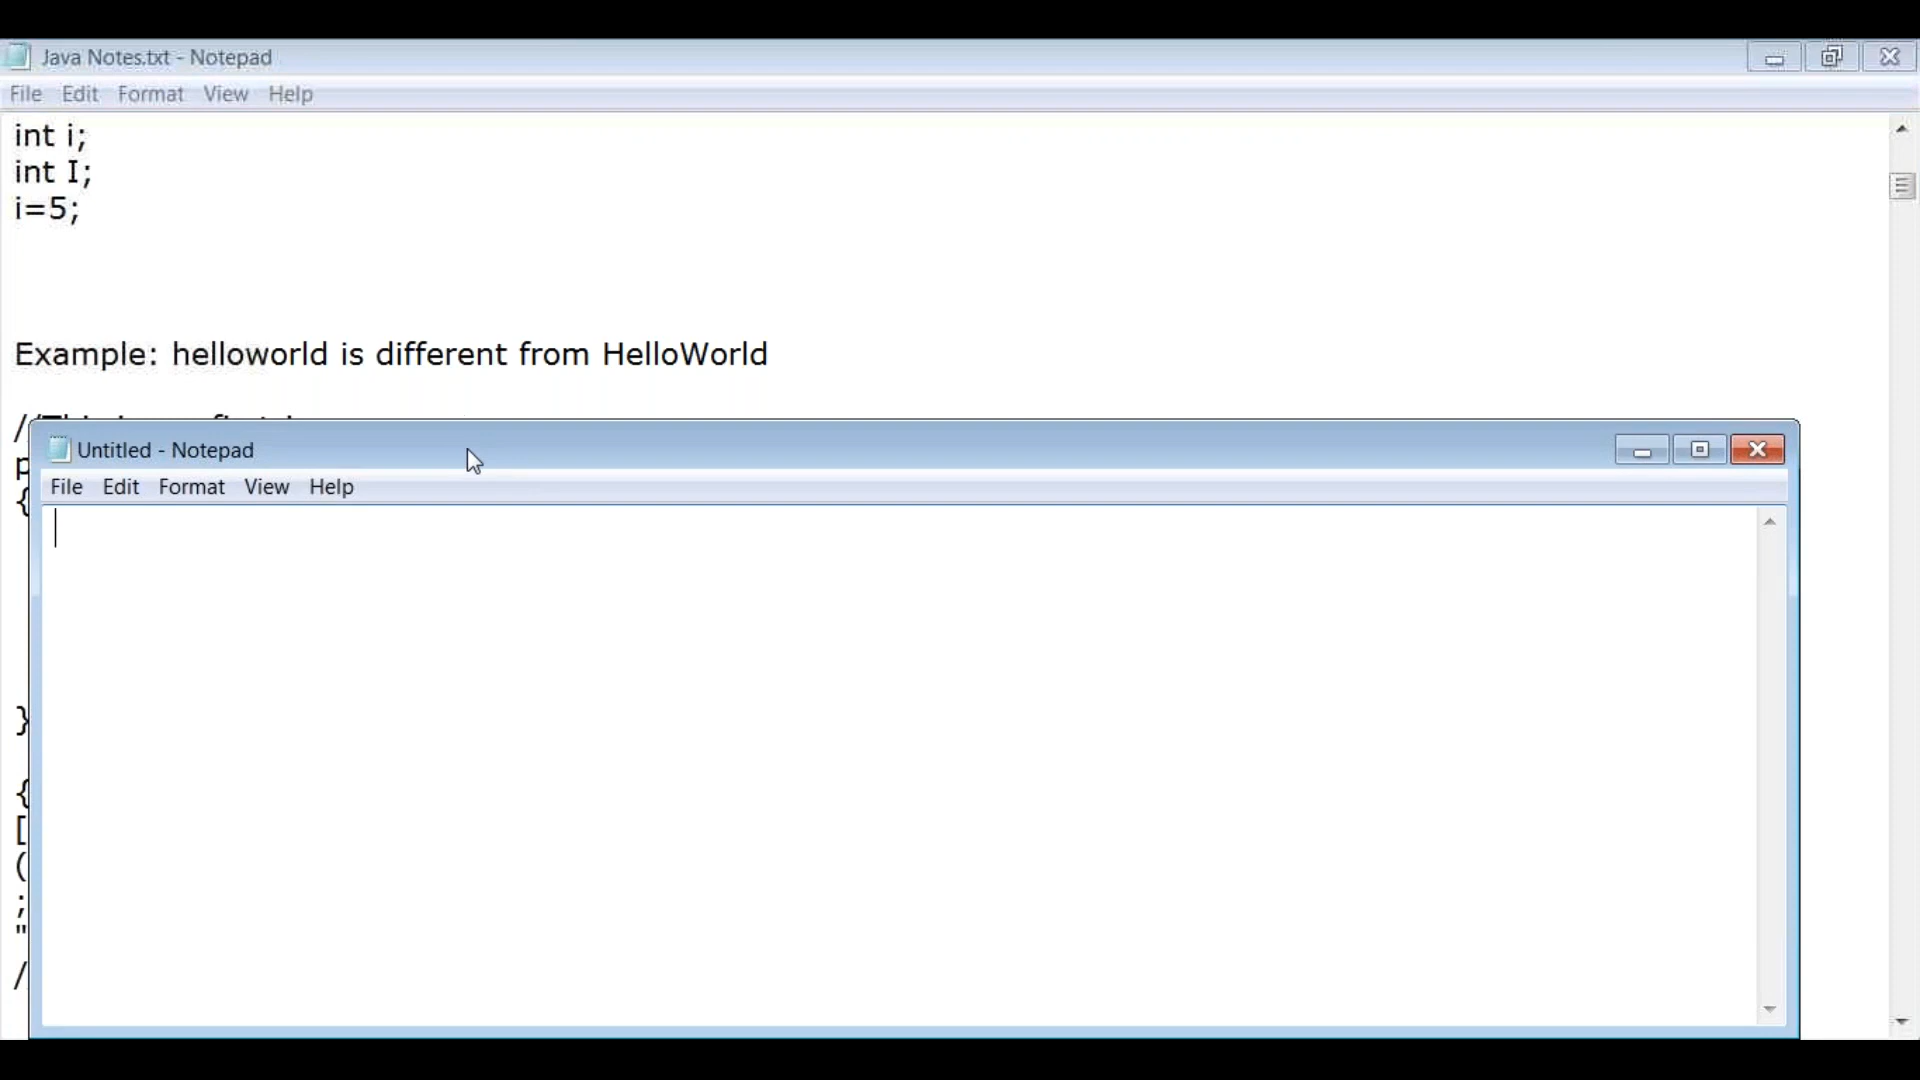 Java Notes.txt - Notepad
File Edit Format View Help
int i;
int I;
i=5;
Example: helloworld is different from HelloWorld
/
Untitled - Notepad
p
File Edit Format View Help
{
}
{
[
(
;
"
/